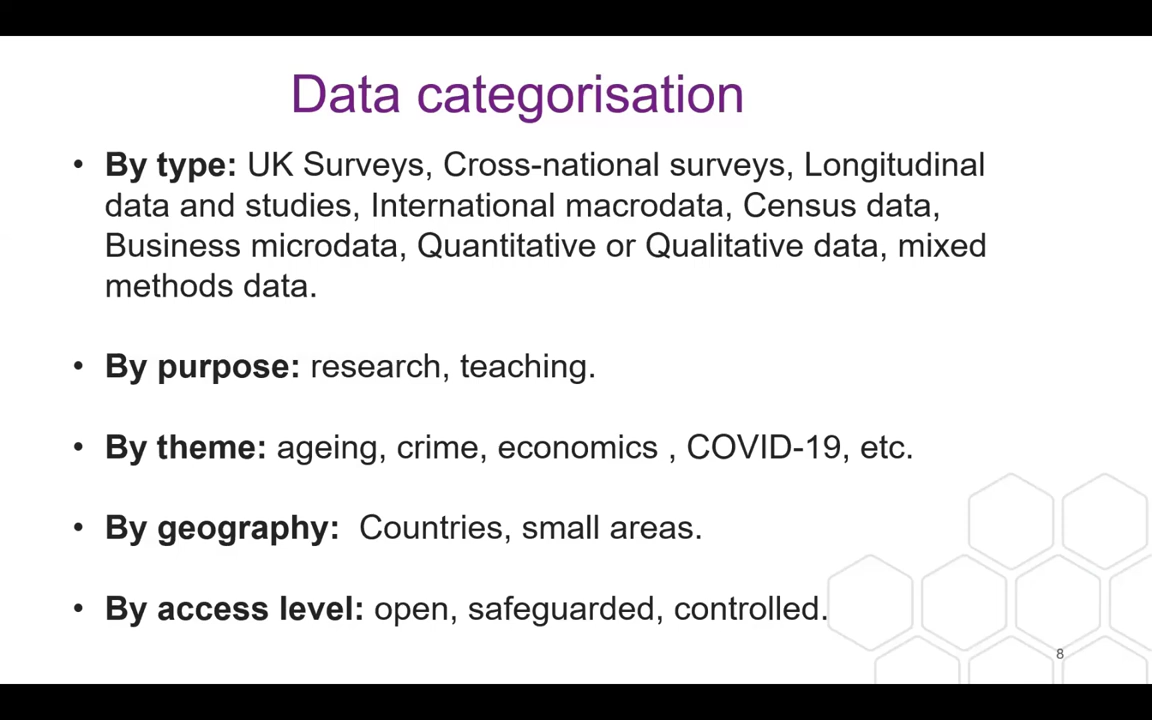 Data categorisation
• By type: UK Surveys, Cross-national surveys, Longitudinal
data and studies, International macrodata, Census data,
Business microdata, Quantitative or Qualitative data, mixed
methods data.
• By purpose: research, teaching.
• By theme: ageing, crime, economics , COVID-19, etc.
• By geography:  Countries, small areas.
• By access level: open, safeguarded, controlled.
8